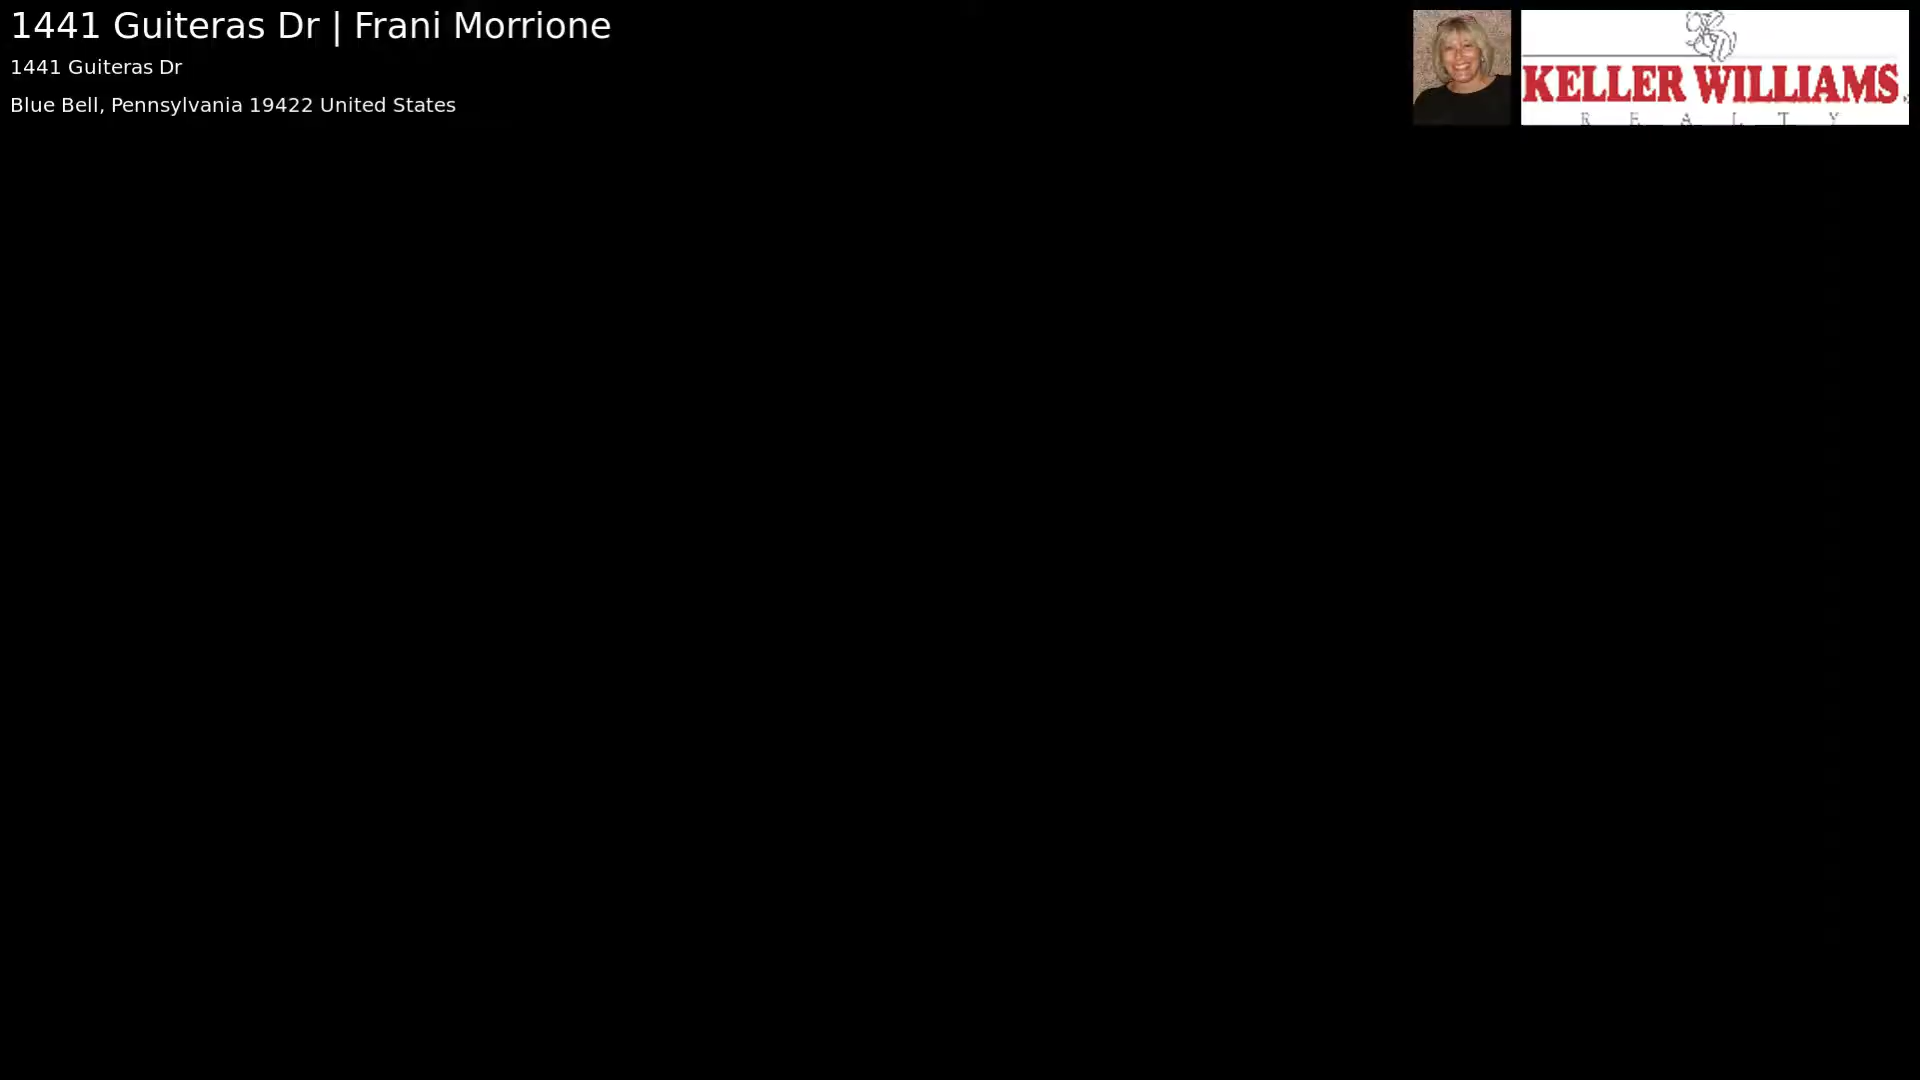 1441 Guiteras Dr | Frani Morrione
1441 Guiteras Dr
Blue Bell, Pennsylvania 19422 United States
KELLER WILLIAMS
R E A L T Y